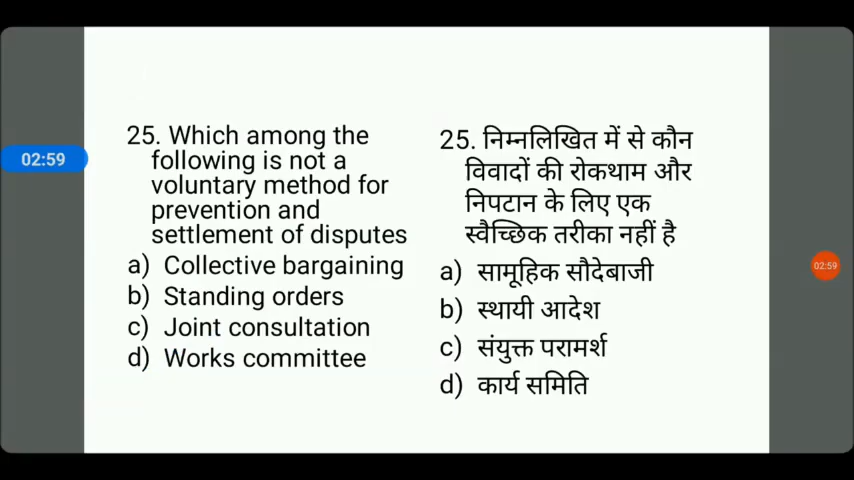 02:59
25. Which among the
following is not a
voluntary method for
prevention and
settlement of disputes
a) Collective bargaining
b) Standing orders
c) Joint consultation
d) Works committee
25. निम्नलिखित में से कौन
विवादों की रोकथाम और
निपटान के लिए एक
स्वैच्छिक तरीका नहीं है
a) सामूहिक सौदेबाजी
b) स्थायी आदेश
c) संयुक्त परामर्श
d) कार्य समिति
02:59